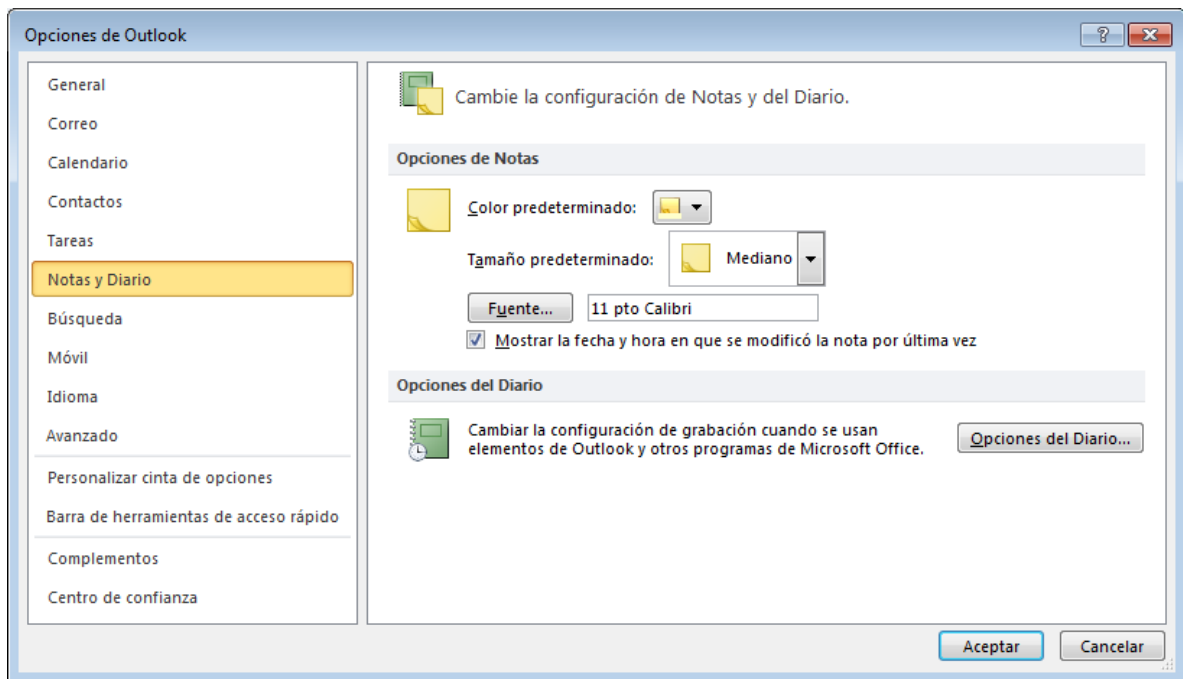 Opciones de Outlook
General
Correo
Calendario
Contactos
Tareas
Notas y Diario
Búsqueda
Móvil
Idioma
Avanzado
Personalizar cinta de opciones
Barra de herramientas de acceso rápido
Complementos
Centro de confianza
Cambie la configuración de Notas y del Diario.
Opciones de Notas
Color predeterminado:
Tamaño predeterminado: Mediano
Fuente... 11 pto Calibri
Mostrar la fecha y hora en que se modificó la nota por última vez
Opciones del Diario
Cambiar la configuración de grabación cuando se usan
elementos de Outlook y otros programas de Microsoft Office.
Opciones del Diario...
Aceptar Cancelar